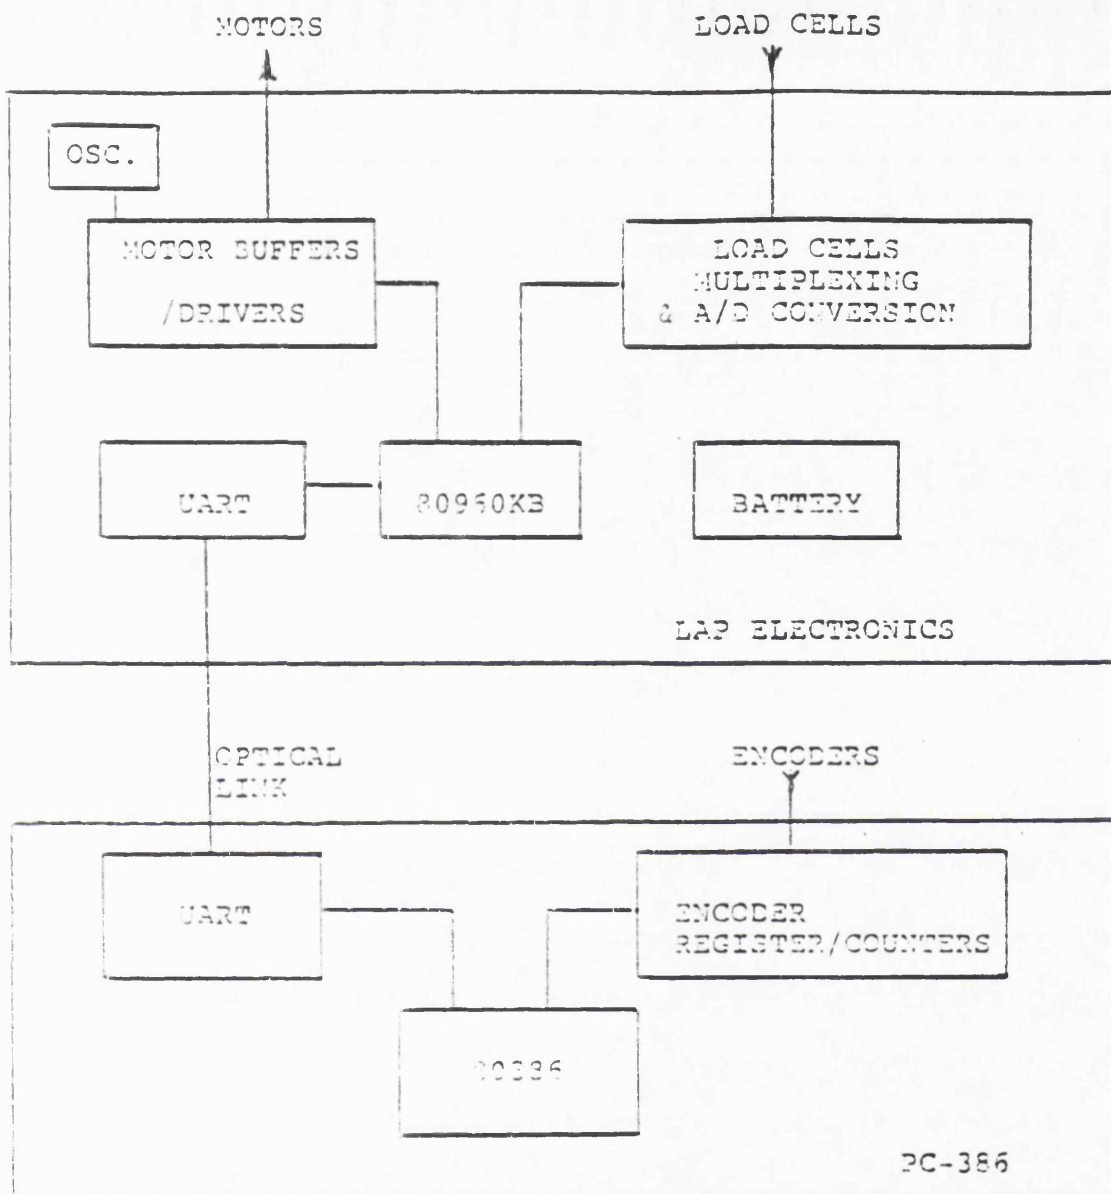 MOTORS
LOAD CELLS
OSC.
MOTOR BUFFERS
/DRIVERS
LOAD CELLS
MULTIPLEXING
& A/D CONVERSION
UART
80960KB
BATTERY
LAP ELECTRONICS
OPTICAL
LINK
ENCODERS
UART
ENCODER
REGISTER/COUNTERS
80386
PC-386